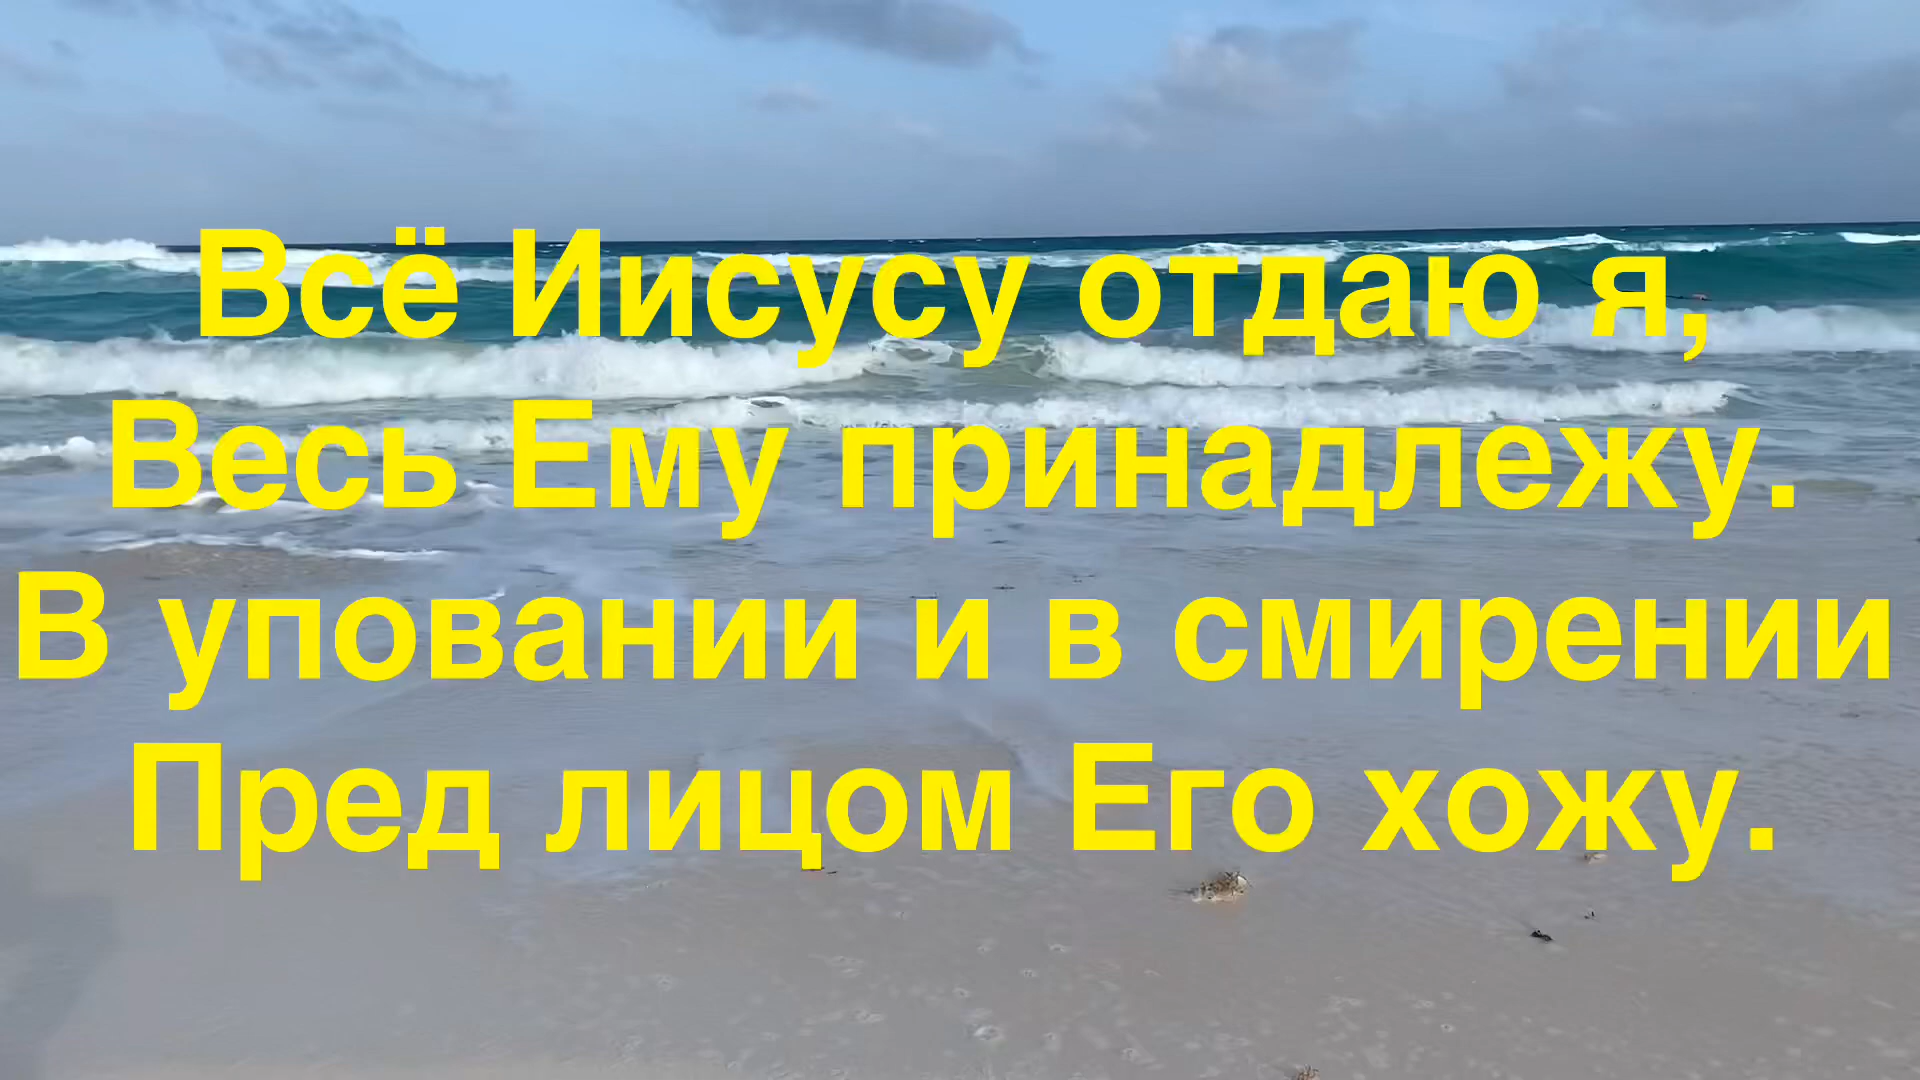 Всё Иисусу отдаю я,
Весь Ему принадлежу.
В уповании и в смирении
Пред лицом Его хожу.